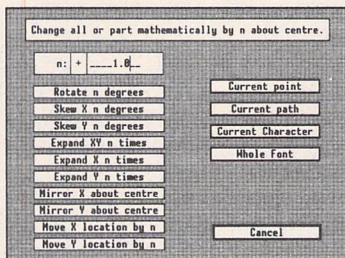 Change all or part mathematically by n about centre.
n: + ____1.0__
Rotate n degrees
Skew X n degrees
Skew Y n degrees
Expand XY n times
Expand X n times
Expand Y n times
Mirror X about centre
Mirror Y about centre
Move X location by n
Move Y location by n
Current point
Current path
Current Character
Whole Font
Cancel